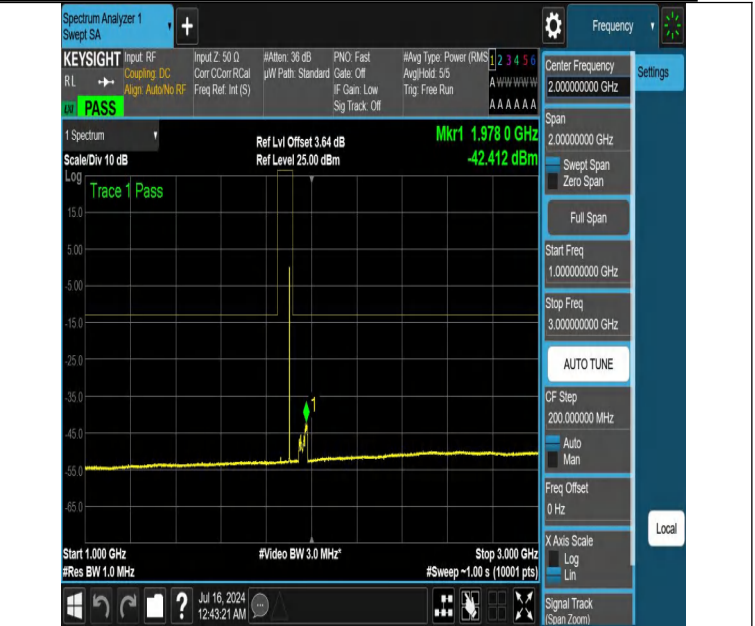 Spectrum Analyzer 1
Swept SA
+
Frequency
KEYSIGHT
RL
PASS
Input: RF
Coupling: DC
Align: Auto/No RF
Input Z: 50 Ω
Corr CCorr RCal
Freq Ref: Int (S)
#Atten: 36 dB
µW Path: Standard
PNO: Fast
Gate: Off
IF Gain: Low
Sig Track: Off
#Avg Type: Power (RMS
Avg|Hold: 5/5
Trig: Free Run
1 2 3 4 5 6
A W W W W W
A A A A A A
1 Spectrum
Scale/Div 10 dB
Ref Lvl Offset 3.64 dB
Ref Level 25.00 dBm
Mkr1 1.978 0 GHz
-42.412 dBm
Log
Trace 1 Pass
15.0
5.00
-5.00
-15.0
-25.0
-35.0
-45.0
-55.0
-65.0
1
Start 1.000 GHz
#Res BW 1.0 MHz
#Video BW 3.0 MHz*
Stop 3.000 GHz
#Sweep ~1.00 s (10001 pts)
Center Frequency
2.000000000 GHz
Settings
Span
2.00000000 GHz
Swept Span
Zero Span
Full Span
Start Freq
1.000000000 GHz
Stop Freq
3.000000000 GHz
AUTO TUNE
CF Step
200.000000 MHz
Auto
Man
Freq Offset
0 Hz
X Axis Scale
Log
Lin
Local
Signal Track
(Span Zoom)
?
Jul 16, 2024
12:43:21 AM